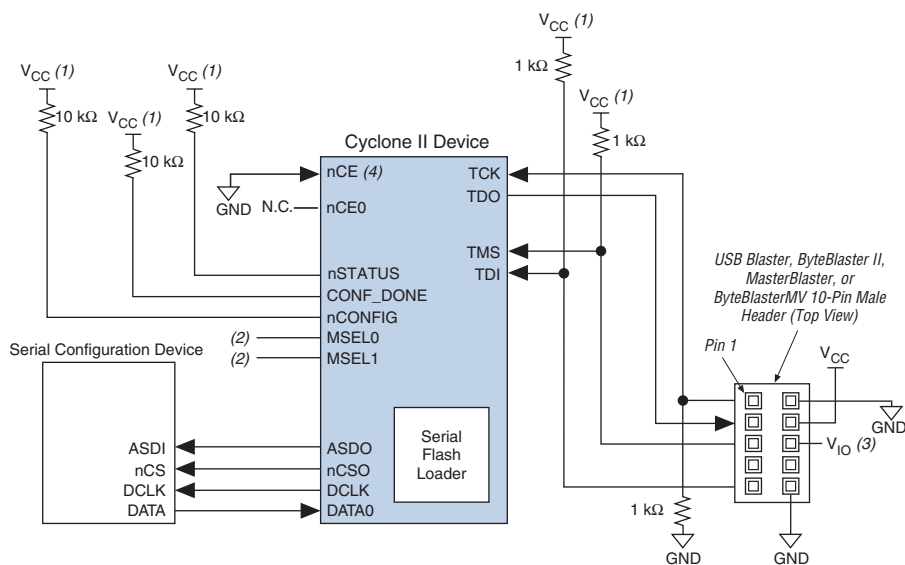 V_CC (1)
1 kΩ
V_CC (1)
V_CC (1)
10 kΩ
10 kΩ
V_CC (1)
1 kΩ
V_CC (1)
10 kΩ
Cyclone II Device
nCE (4)
TCK
GND
TDO
N.C.
nCE0
TMS
nSTATUS
TDI
CONF_DONE
nCONFIG
MSEL0
(2)
MSEL1
(2)
USB Blaster, ByteBlaster II,
MasterBlaster, or
ByteBlasterMV 10-Pin Male
Header (Top View)
Pin 1
V_CC
GND
V_IO (3)
Serial Configuration Device
Serial
Flash
Loader
ASDI
ASDO
nCS
nCSO
DCLK
DCLK
DATA
DATA0
1 kΩ
GND
GND